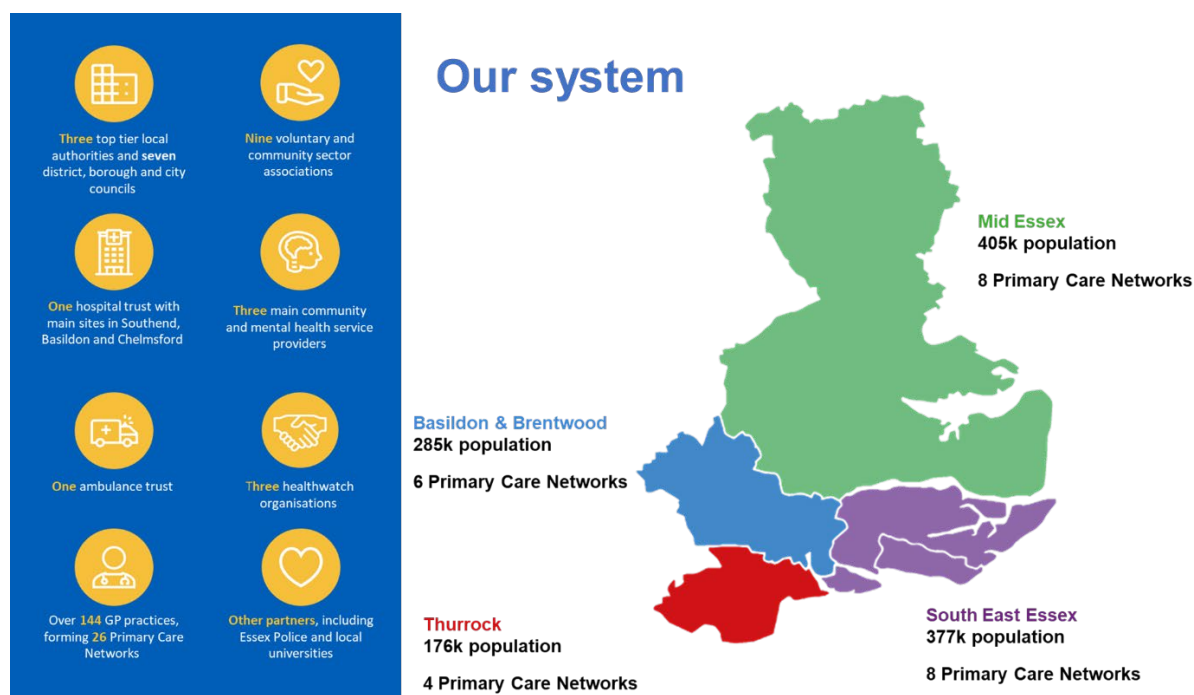 Three top tier local
authorities and seven
district, borough and city
councils
Nine voluntary and
community sector
associations
One hospital trust with
main sites in Southend,
Basildon and Chelmsford
Three main community
and mental health service
providers
One ambulance trust
Three healthwatch
organisations
Over 144 GP practices,
forming 26 Primary Care
Networks
Other partners, including
Essex Police and local
universities
Our system
Mid Essex
405k population
8 Primary Care Networks
Basildon & Brentwood
285k population
6 Primary Care Networks
Thurrock
176k population
4 Primary Care Networks
South East Essex
377k population
8 Primary Care Networks